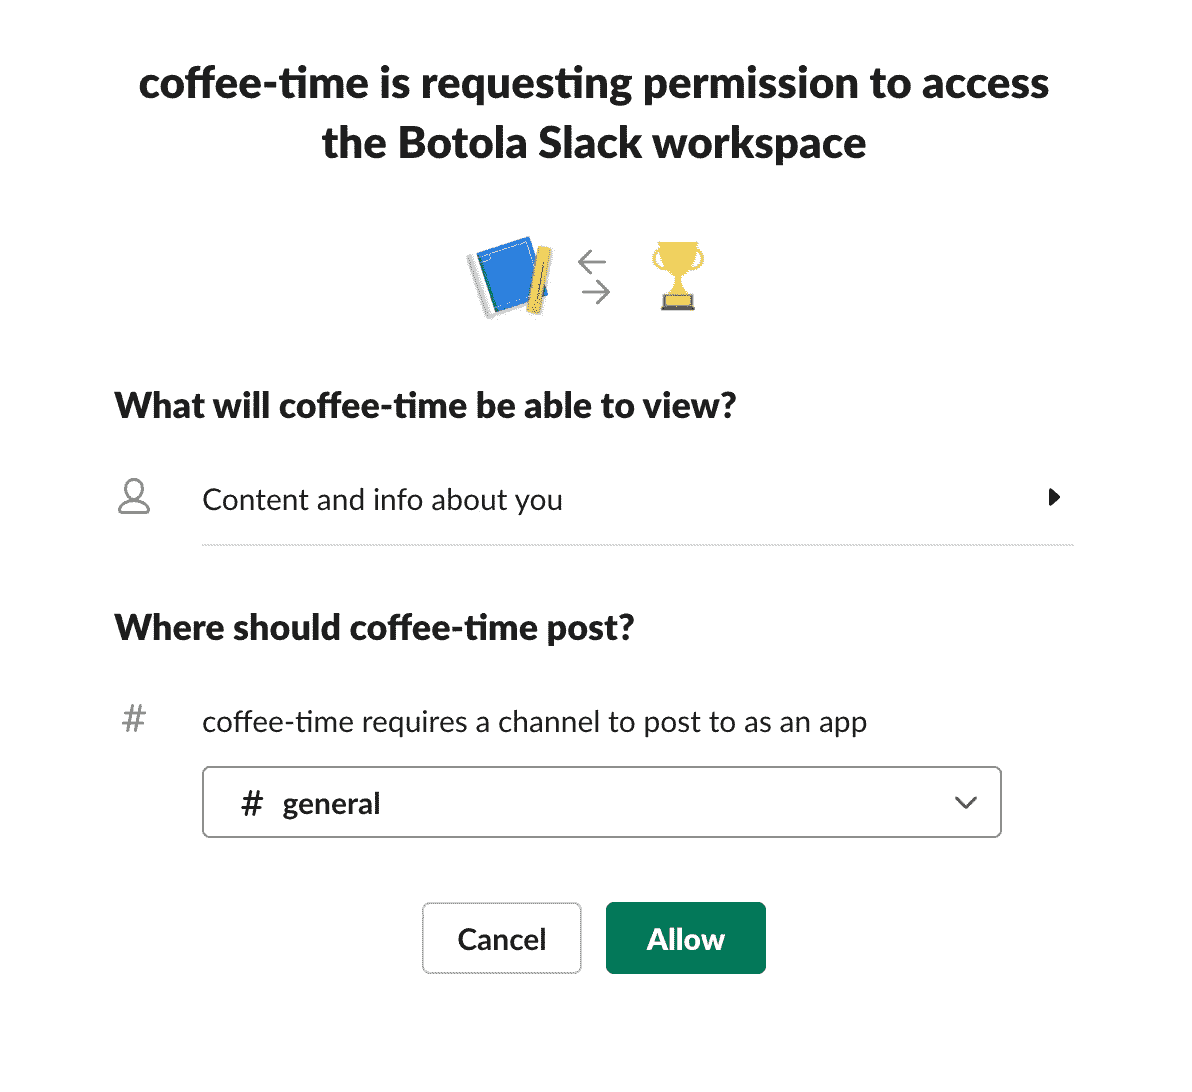 coffee-time is requesting permission to access
the Botola Slack workspace
What will coffee-time be able to view?
Content and info about you
Where should coffee-time post?
# coffee-time requires a channel to post to as an app
# general
Cancel Allow